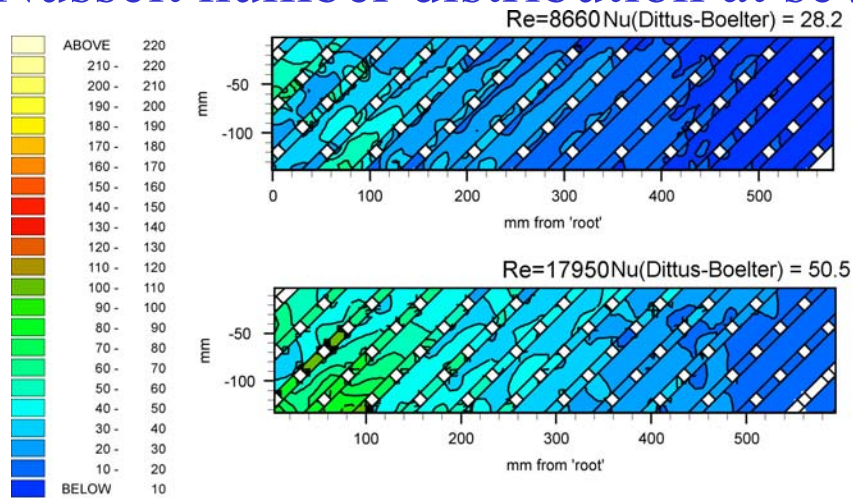 Re=8660 Nu(Dittus-Boelter) = 28.2
ABOVE 220
210 - 220
200 - 210
190 - 200
180 - 190
170 - 180
160 - 170
150 - 160
140 - 150
130 - 140
120 - 130
110 - 120
100 - 110
90 - 100
80 - 90
70 - 80
60 - 70
50 - 60
40 - 50
30 - 40
20 - 30
10 - 20
BELOW 10
mm
-50
-100
0 100 200 300 400 500
mm from 'root'
Re=17950 Nu(Dittus-Boelter) = 50.5
mm
-50
-100
100 200 300 400 500
mm from 'root'